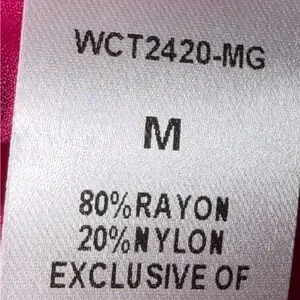 WCT2420-MG
M
80%RAYON
20%NYLON
EXCLUSIVE OF